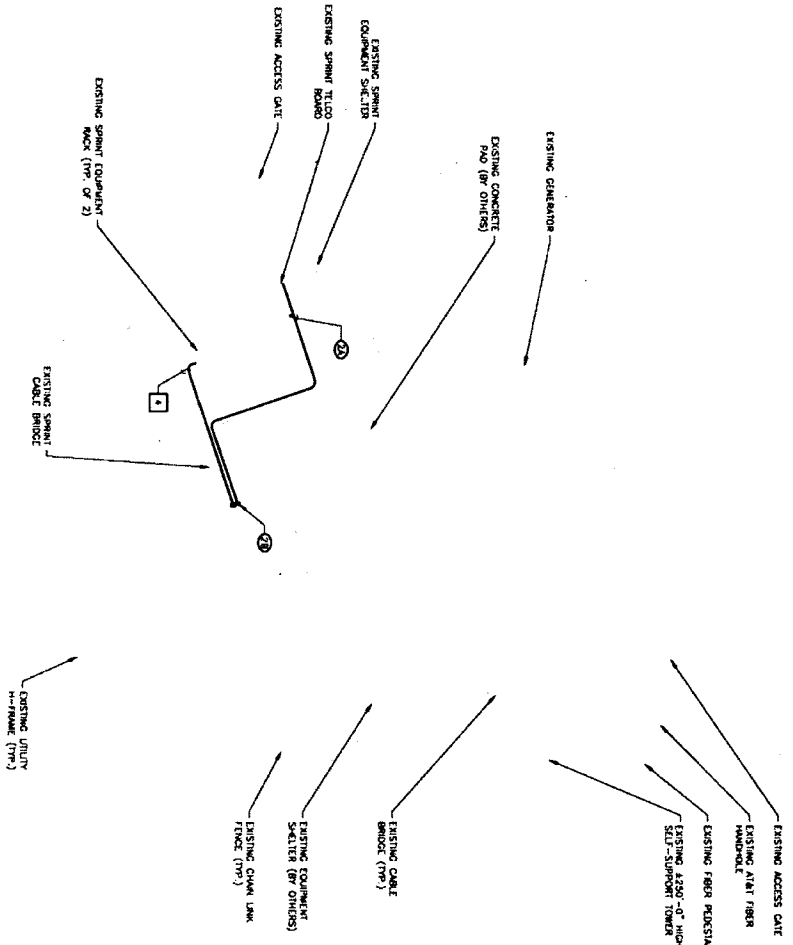 EXISTING ACCESS GATE
EXISTING AT&T FIBER
HANDHOLE
EXISTING FIBER PEDESTA
EXISTING ±250'-0" HIGH
SELF-SUPPORT TOWER
EXISTING GENERATOR
EXISTING CONCRETE
PAD (BY OTHERS)
EXISTING CABLE
BRIDGE (TYP.)
EXISTING SPRINT
EQUIPMENT SHELTER
EXISTING SPRINT TELCO
BOARD
EXISTING ACCESS GATE
2A
EXISTING EQUIPMENT
SHELTER (BY OTHERS)
2B
EXISTING CHAIN LINK
FENCE (TYP.)
4
EXISTING SPRINT EQUIPMENT
RACK (TYP. OF 2)
EXISTING SPRINT
CABLE BRIDGE
EXISTING UTILITY
H-FRAME (TYP.)